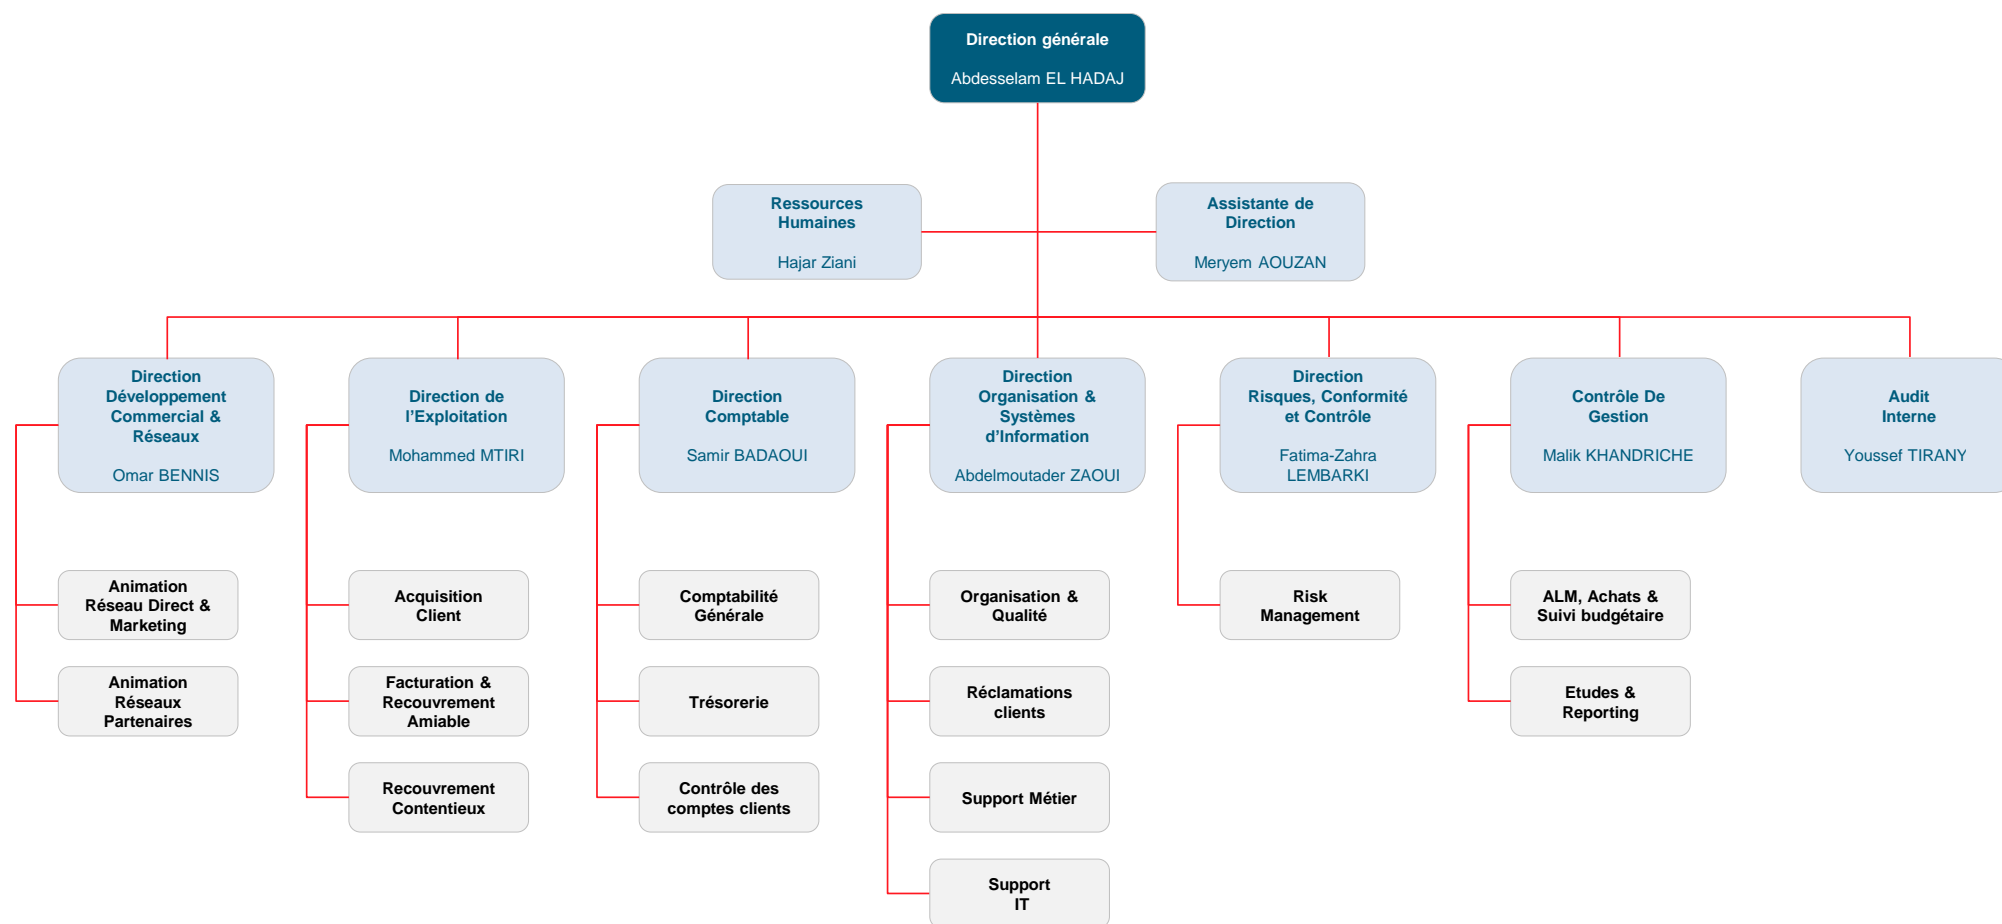 Direction générale
Abdesselam EL HADAJ
Ressources
Humaines
Hajar Ziani
Assistante de
Direction
Meryem AOUZAN
Direction
Développement
Commercial &
Réseaux
Omar BENNIS
Direction de
l’Exploitation
Mohammed MTIRI
Direction
Comptable
Samir BADAOUI
Direction
Organisation &
Systèmes
d’Information
Abdelmoutader ZAOUI
Direction
Risques, Conformité
et Contrôle
Fatima-Zahra
LEMBARKI
Contrôle De
Gestion
Malik KHANDRICHE
Audit
Interne
Youssef TIRANY
Animation
Réseau Direct &
Marketing
Animation
Réseaux
Partenaires
Acquisition
Client
Facturation &
Recouvrement
Amiable
Recouvrement
Contentieux
Comptabilité
Générale
Trésorerie
Contrôle des
comptes clients
Organisation &
Qualité
Réclamations
clients
Support Métier
Support
IT
Risk
Management
ALM, Achats &
Suivi budgétaire
Etudes &
Reporting